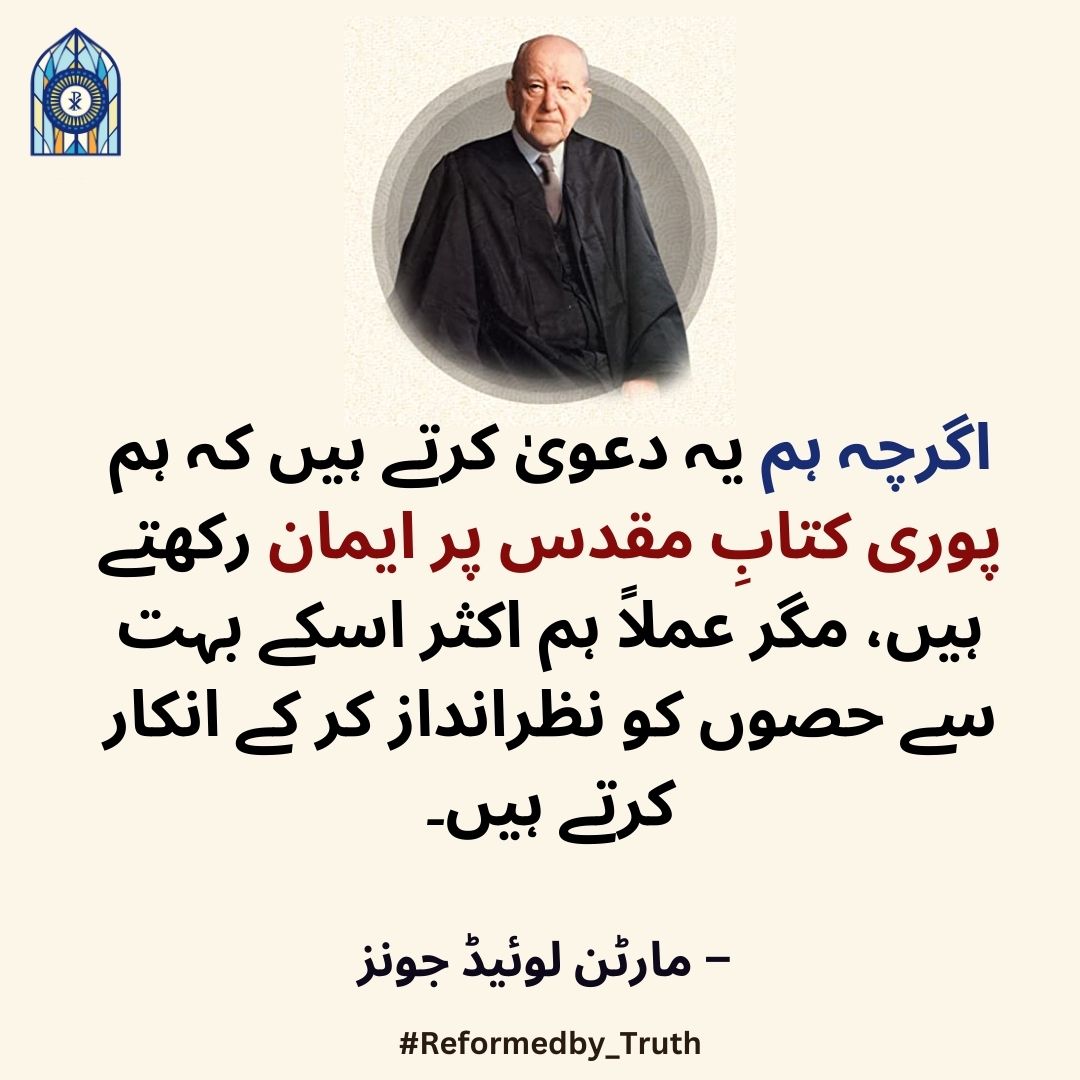 اگرچہ ہم یہ دعویٰ کرتے ہیں کہ ہم
پوری کتابِ مقدس پر ایمان رکھتے
ہیں، مگر عملاً ہم اکثر اسکے بہت
سے حصوں کو نظرانداز کر کے انکار
کرتے ہیں۔
– مارٹن لوئیڈ جونز
#Reformedby_Truth